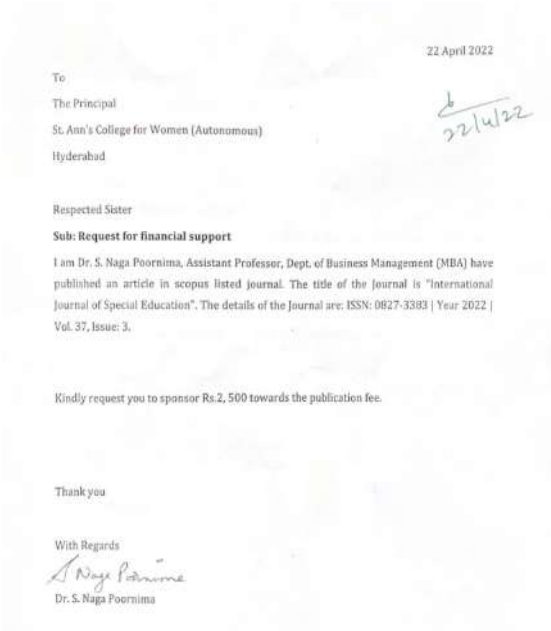 22 April 2022
To
The Principal
22/4/22
St. Ann's College for Women (Autonomous)
Hyderabad
Respected Sister
Sub: Request for financial support
I am Dr. S. Naga Poornima, Assistant Professor, Dept. of Business Management (MBA) have
published an article in scopus listed journal. The title of the Journal is "International
Journal of Special Education". The details of the Journal are: ISSN: 0827-3383 | Year 2022 |
Vol. 37, Issue: 3.
Kindly request you to sponsor Rs.2, 500 towards the publication fee.
Thank you
With Regards
S Naga Poornima
Dr. S. Naga Poornima